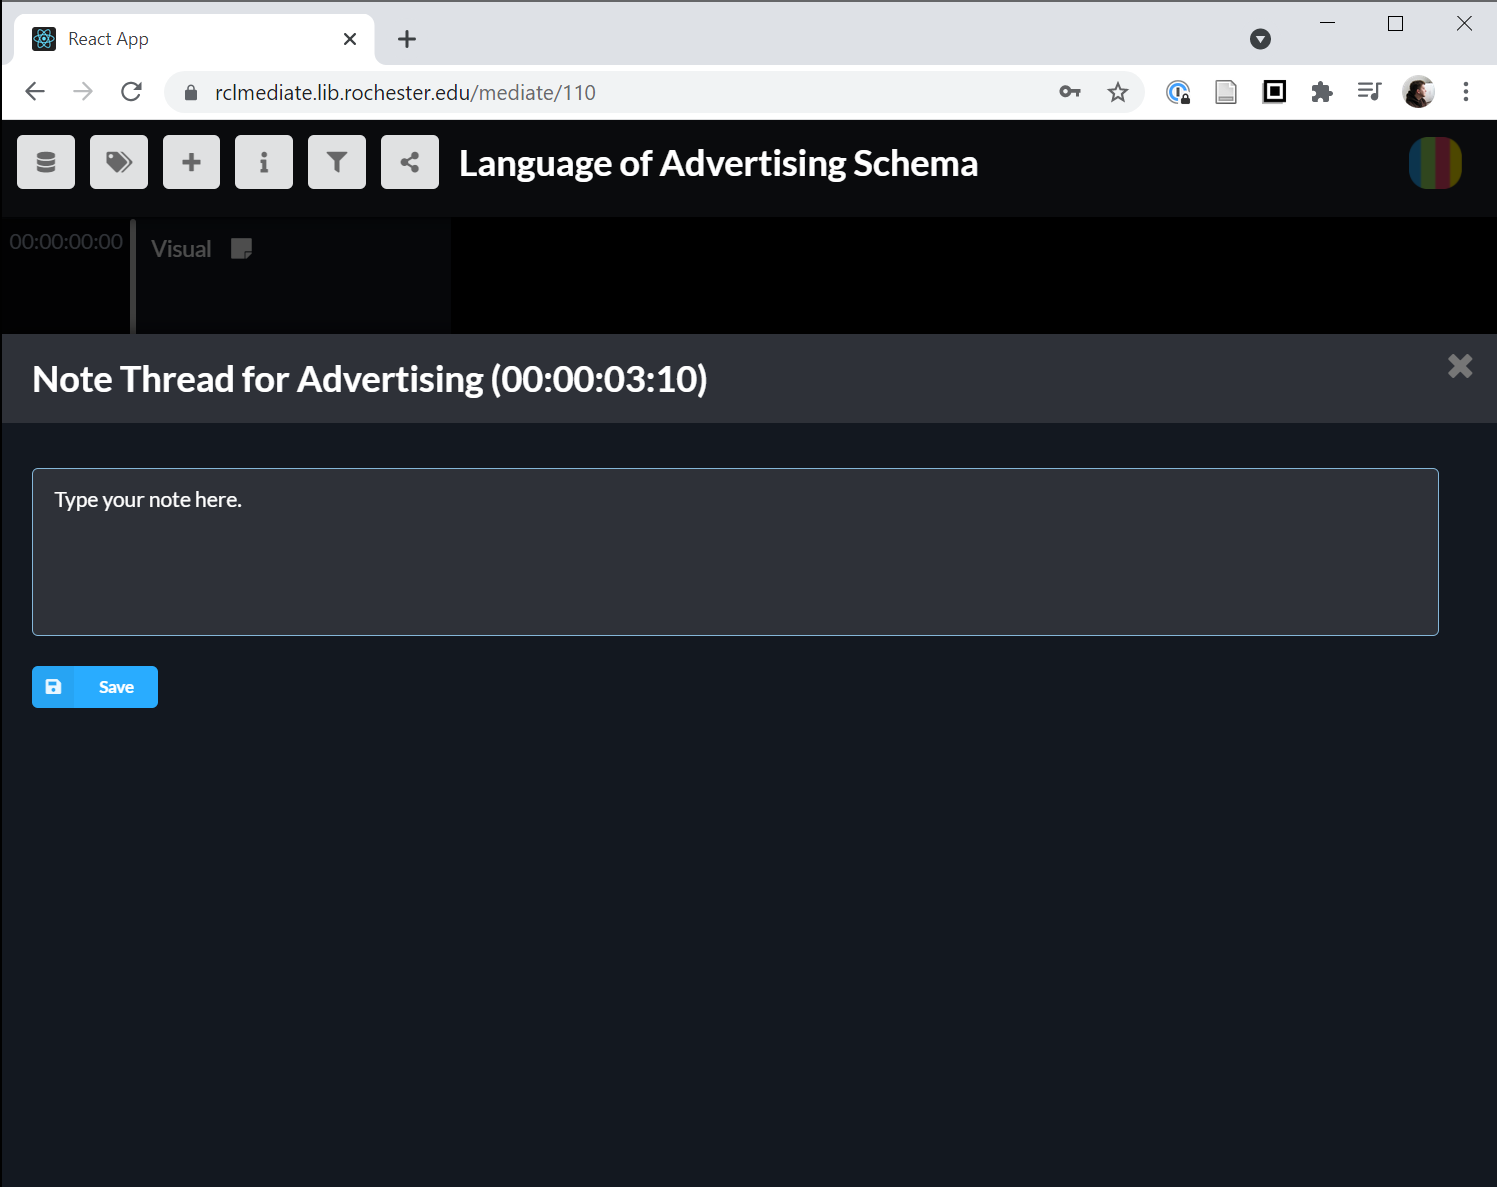 React App
rclmediate.lib.rochester.edu/mediate/110
Language of Advertising Schema
00:00:00:00
Visual
Note Thread for Advertising (00:00:03:10)
Type your note here.
Save